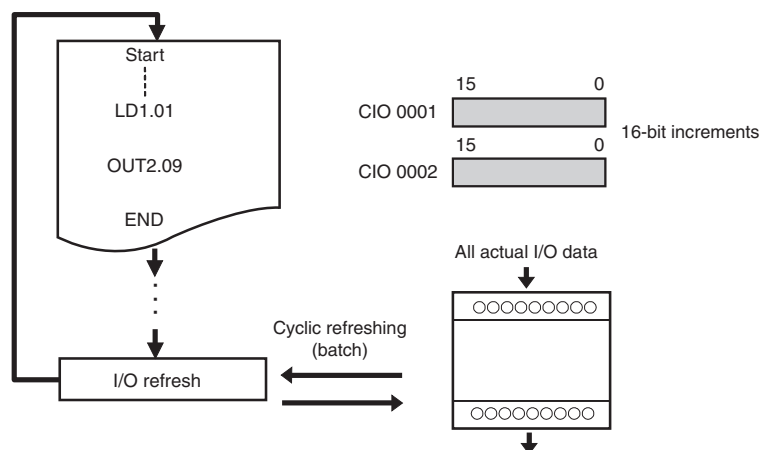 Start
LD1.01
OUT2.09
END
I/O refresh
Cyclic refreshing
(batch)
15 0
CIO 0001
15 0
CIO 0002
16-bit increments
All actual I/O data